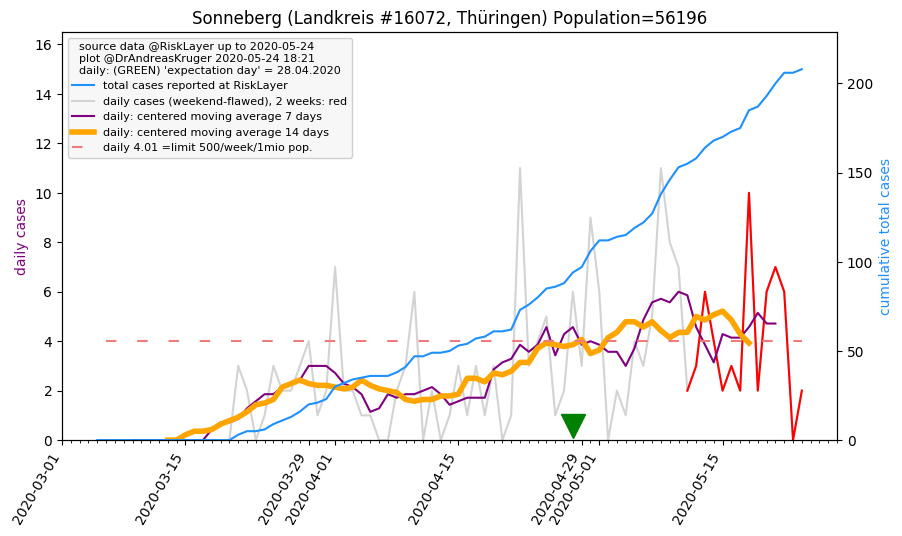 Sonneberg (Landkreis #16072, Thüringen) Population=56196
source data @RiskLayer up to 2020-05-24
plot @DrAndreasKruger 2020-05-24 18:21
daily: (GREEN) 'expectation day' = 28.04.2020
total cases reported at RiskLayer
daily cases (weekend-flawed), 2 weeks: red
daily: centered moving average 7 days
daily: centered moving average 14 days
daily 4.01 =limit 500/week/1mio pop.
daily cases
16
14
12
10
8
6
4
2
0
cumulative total cases
200
150
100
50
0
2020-03-01
2020-03-15
2020-03-29
2020-04-01
2020-04-15
2020-04-29
2020-05-01
2020-05-15